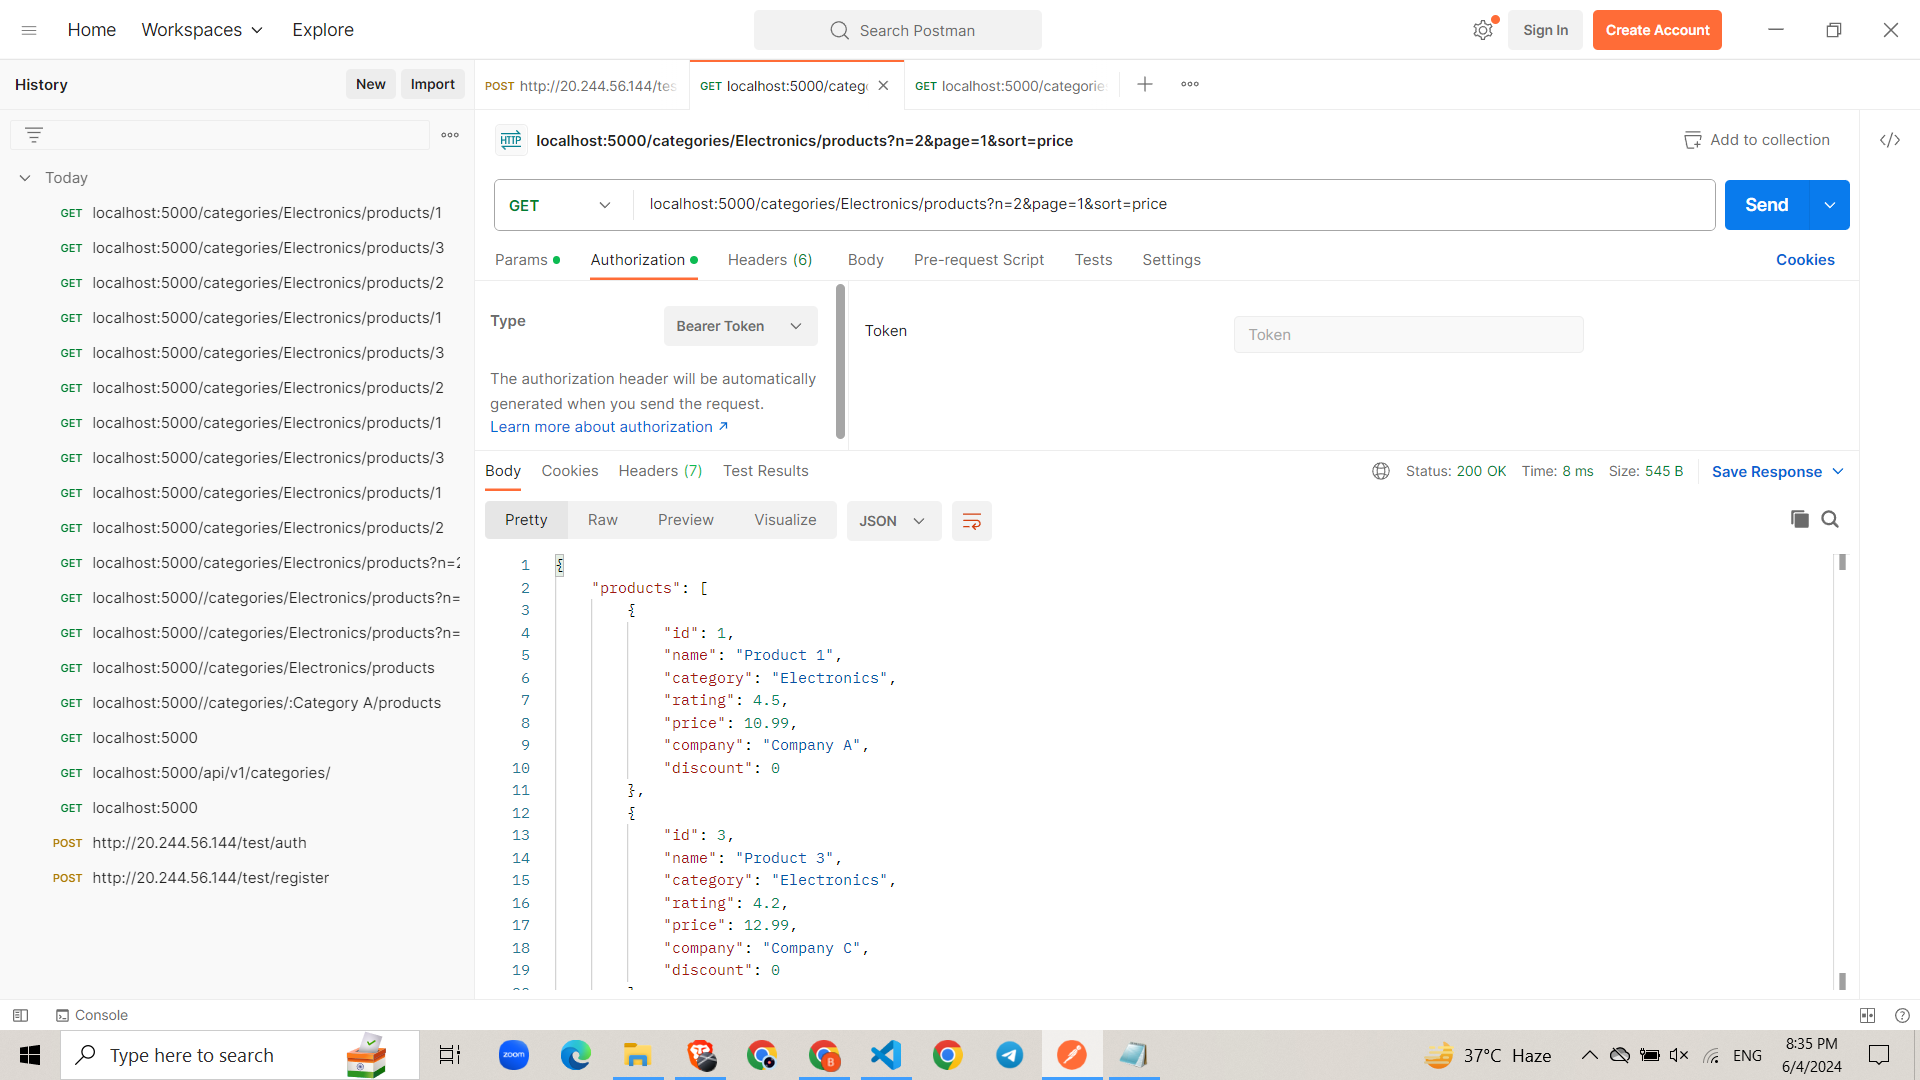 Home Workspaces Explore Search Postman Sign In Create Account
History New Import
POST http://20.244.56.144/tes GET localhost:5000/categ GET localhost:5000/categorie
HTTP localhost:5000/categories/Electronics/products?n=2&page=1&sort=price Add to collection
Today
GET localhost:5000/categories/Electronics/products/1
GET localhost:5000/categories/Electronics/products/3
GET localhost:5000/categories/Electronics/products/2
GET localhost:5000/categories/Electronics/products/1
GET localhost:5000/categories/Electronics/products/3
GET localhost:5000/categories/Electronics/products/2
GET localhost:5000/categories/Electronics/products/1
GET localhost:5000/categories/Electronics/products/3
GET localhost:5000/categories/Electronics/products/1
GET localhost:5000/categories/Electronics/products/2
GET localhost:5000/categories/Electronics/products?n=2
GET localhost:5000//categories/Electronics/products?n=
GET localhost:5000//categories/Electronics/products?n=
GET localhost:5000//categories/Electronics/products
GET localhost:5000//categories/:Category A/products
GET localhost:5000
GET localhost:5000/api/v1/categories/
GET localhost:5000
POST http://20.244.56.144/test/auth
POST http://20.244.56.144/test/register
GET localhost:5000/categories/Electronics/products?n=2&page=1&sort=price Send
Params Authorization Headers (6) Body Pre-request Script Tests Settings Cookies
Type Bearer Token
The authorization header will be automatically
generated when you send the request.
Learn more about authorization ↗
Token Token
Body Cookies Headers (7) Test Results Status: 200 OK Time: 8 ms Size: 545 B Save Response
Pretty Raw Preview Visualize JSON
1 {
2 "products": [
3 {
4 "id": 1,
5 "name": "Product 1",
6 "category": "Electronics",
7 "rating": 4.5,
8 "price": 10.99,
9 "company": "Company A",
10 "discount": 0
11 },
12 {
13 "id": 3,
14 "name": "Product 3",
15 "category": "Electronics",
16 "rating": 4.2,
17 "price": 12.99,
18 "company": "Company C",
19 "discount": 0
Console
Type here to search zoom B 37°C Haze ENG 8:35 PM
6/4/2024